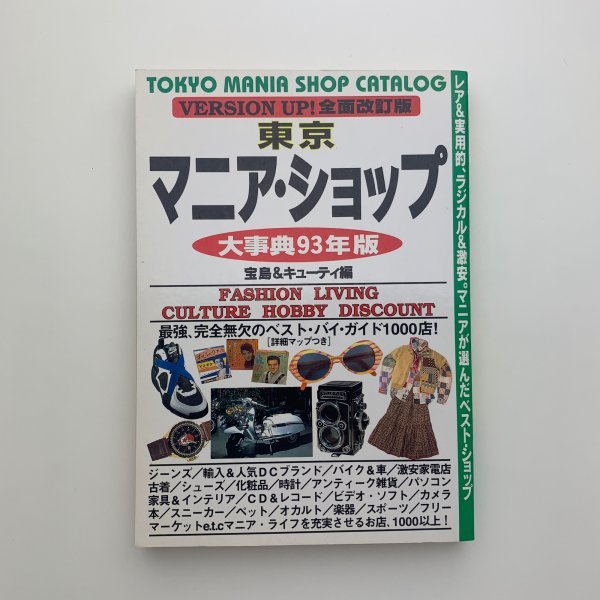 TOKYO MANIA SHOP CATALOG
VERSION UP!全面改訂版
東京
マニア・ショップ
大事典93年版
宝島&キューティ編
FASHION LIVING
CULTURE HOBBY DISCOUNT
最強、完全無欠のベスト・バイ・ガイド1000店!
[詳細マップつき]
ジーンズ/輸入&人気DCブランド/バイク&車/激安家電店
古着/シューズ/化粧品/時計/アンティーク雑貨/パソコン
家具&インテリア/CD&レコード/ビデオ・ソフト/カメラ
本/スニーカー/ペット/オカルト/楽器/スポーツ/フリー
マーケットe.t.cマニア・ライフを充実させるお店、1000以上!
レア&実用的、ラジカル&激安。マニアが選んだベスト・ショップ